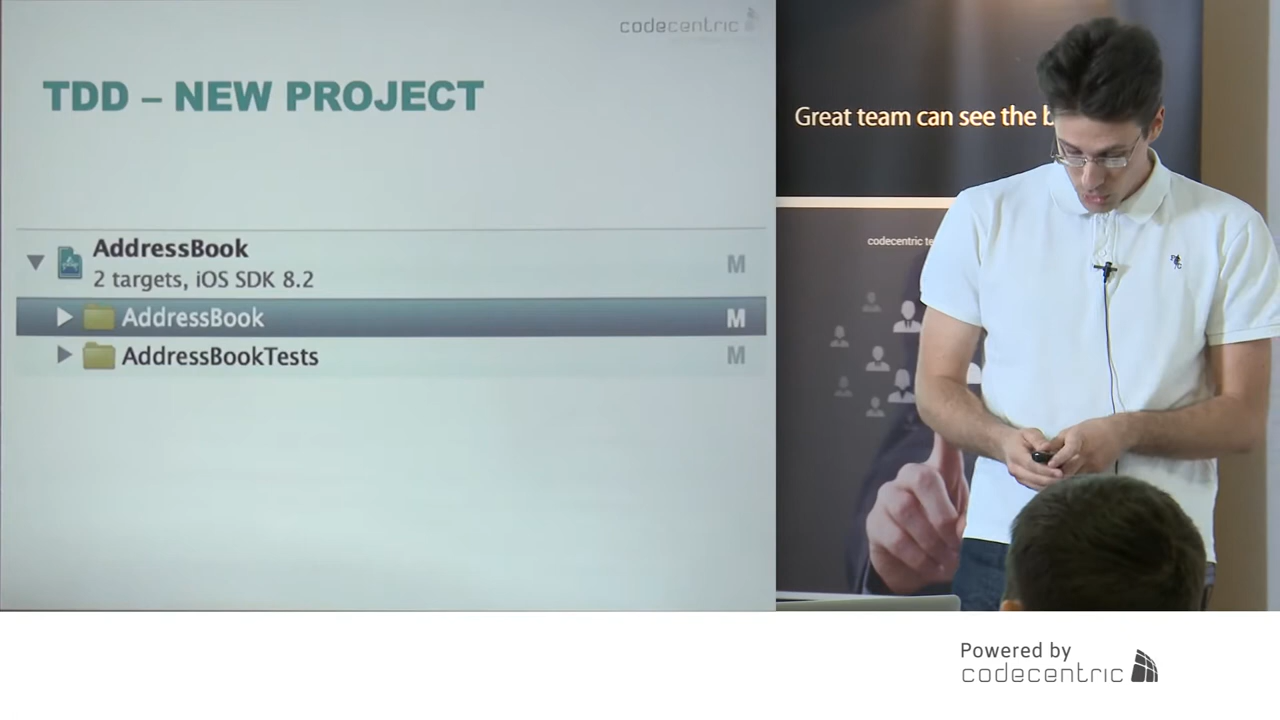 codecentric
TDD – NEW PROJECT
AddressBook
M
2 targets, iOS SDK 8.2
AddressBook
M
AddressBookTests
M
Great team can see the
codecentric
Powered by
codecentric